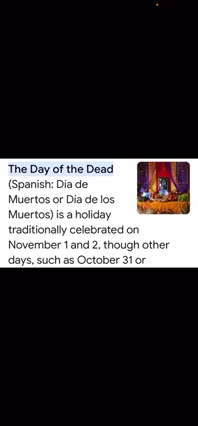 The Day of the Dead
(Spanish: Día de
Muertos or Día de los
Muertos) is a holiday
traditionally celebrated on
November 1 and 2, though other
days, such as October 31 or